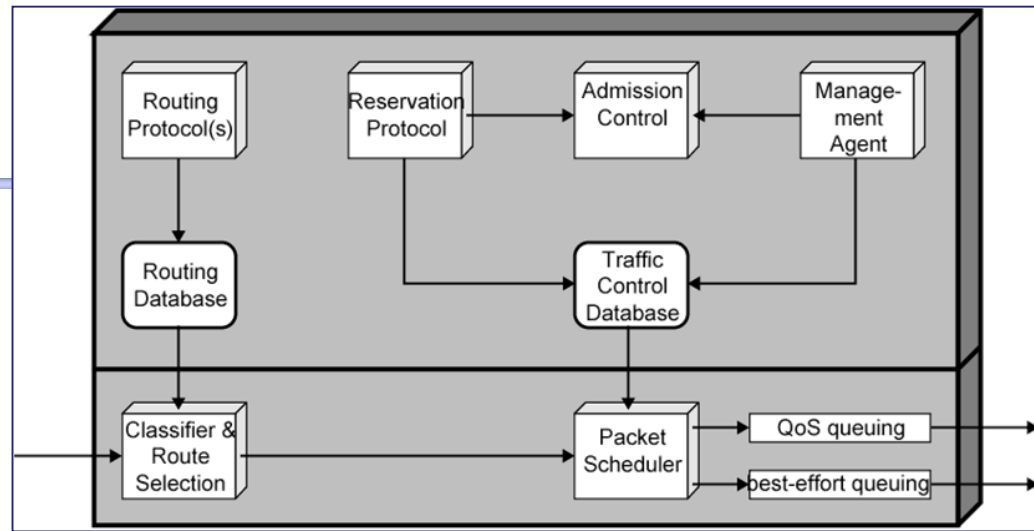 Routing
Protocol(s)
Reservation
Protocol
Admission
Control
Manage-
ment
Agent
Routing
Database
Traffic
Control
Database
Classifier &
Route
Selection
Packet
Scheduler
QoS queuing
best-effort queuing